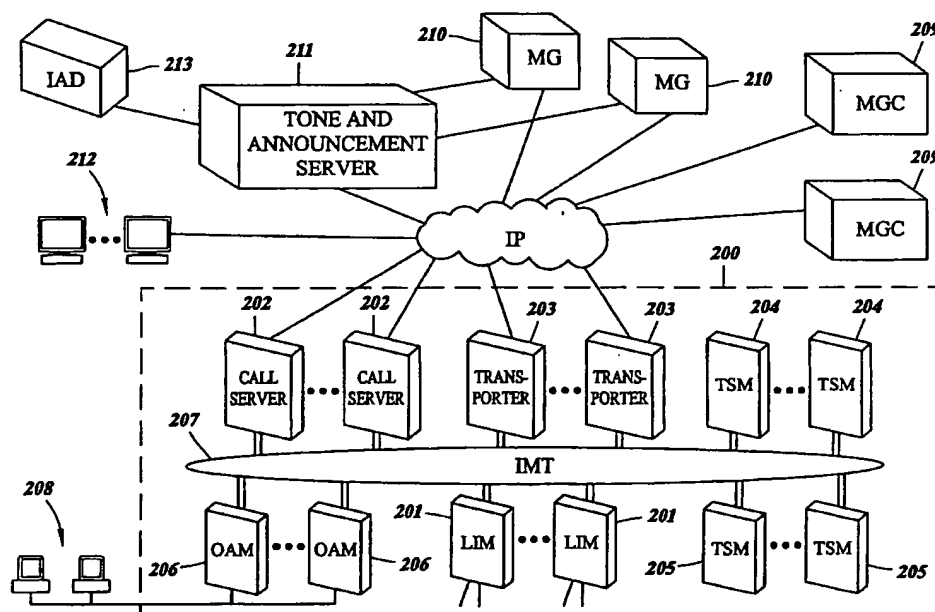 209
210
MG
211
IAD
213
MG
210
MGC
TONE AND
ANNOUNCEMENT
SERVER
209
212
MGC
IP
200
202
202
203
203
204
204
CALL
SERVER
CALL
SERVER
TRANS-
PORTER
TRANS-
PORTER
TSM
TSM
207
IMT
208
201
201
OAM
OAM
LIM
LIM
TSM
TSM
206
206
205
205